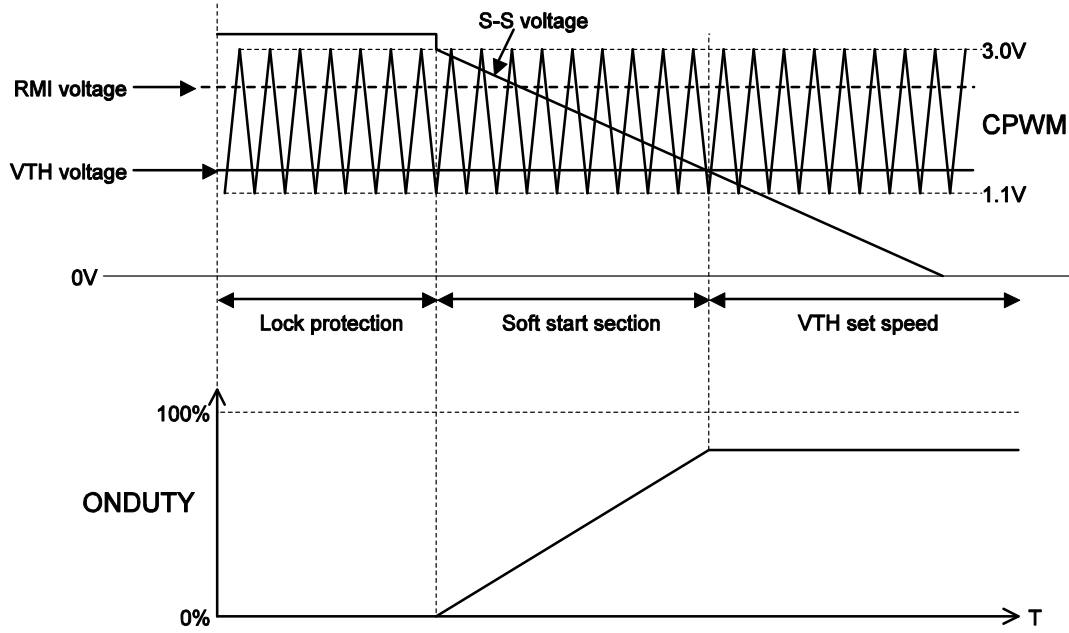 S-S voltage
3.0V
RMI voltage
CPWM
VTH voltage
1.1V
0V
Lock protection
Soft start section
VTH set speed
100%
ONDUTY
0%
T